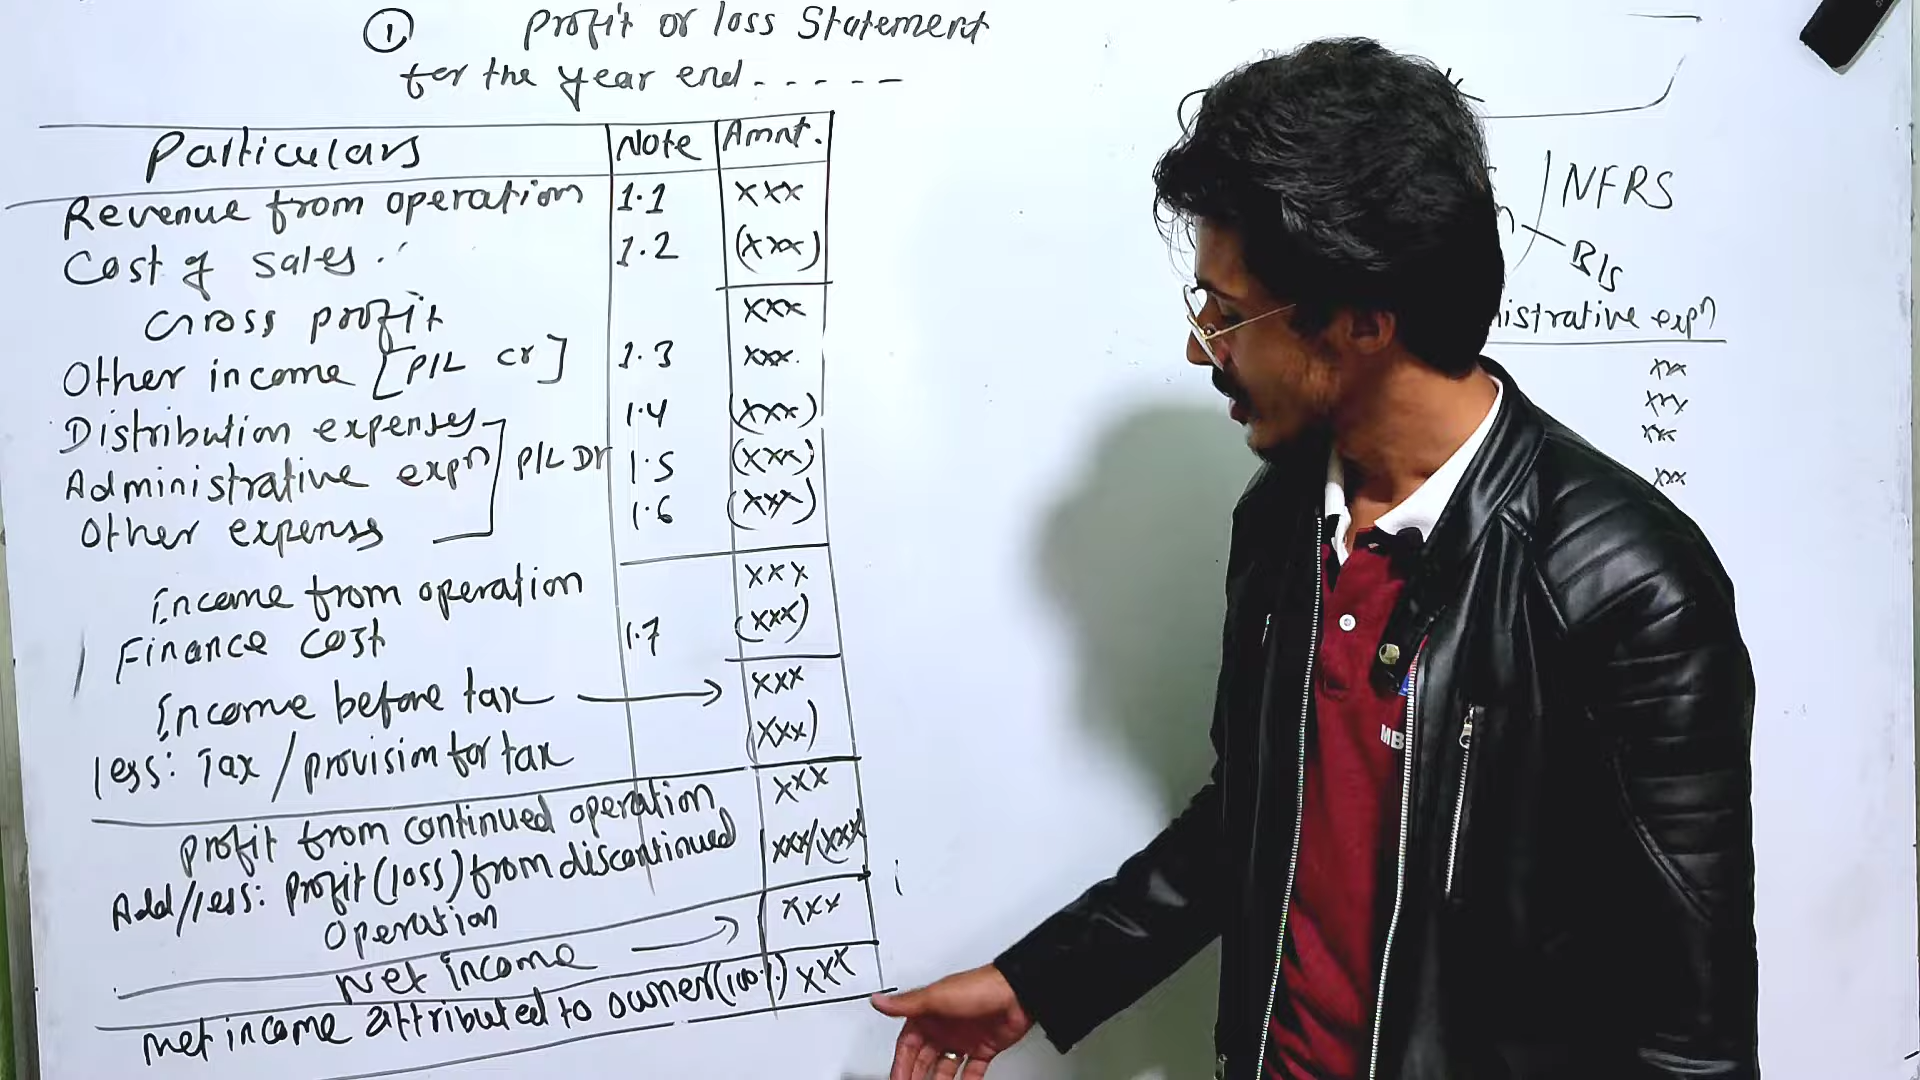 1 Profit or loss Statement
for the year end.----
Particulars Note Amnt.
Revenue from operation 1.1 xxx
Cost of sales 1.2 (xxx)
Gross profit xxx
Other income [P/L cr] 1.3 xxx
Distribution expenses 1.4 (xxx)
P/L Dr
Administrative expn 1.5 (xxx)
Other expenses 1.6 (xxx)
Income from operation xxx
Finance cost 1.7 (xxx)
Income before tax → xxx
less: Tax / provision for tax (xxx)
profit from continued operation xxx
Add/less: profit (loss) from discontinued xxx/(xxx)
operation
Net income → xxx
Net income attributed to owner (100%) xxx
NFRS
B/s
istrative expn
xx
xxx
xxx
xxx
MB